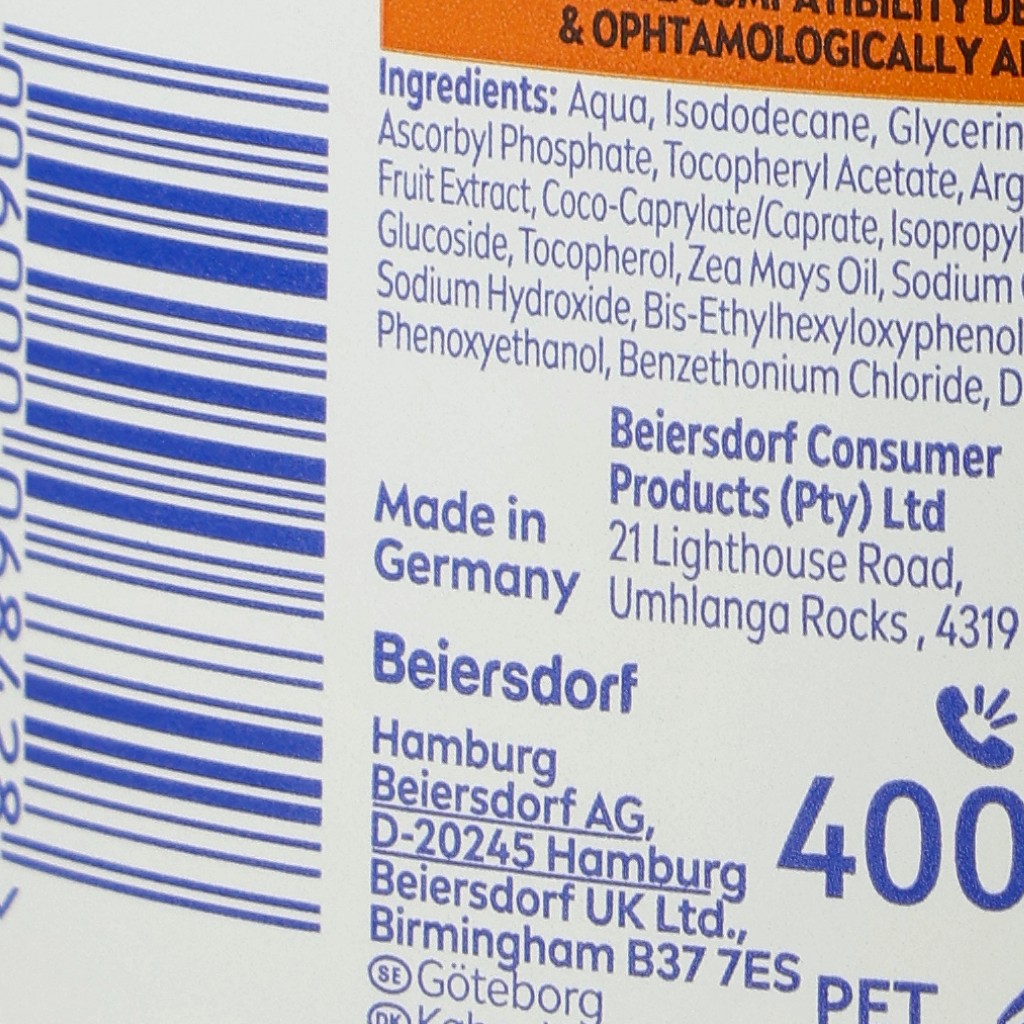 & OPHTAMOLOGICALLY
Ingredients: Aqua, Isododecane, Glycerin
Ascorbyl Phosphate, Tocopheryl Acetate, Arg
Fruit Extract, Coco-Caprylate/Caprate, Isopropyl
Glucoside, Tocopherol, Zea Mays Oil, Sodium
Sodium Hydroxide, Bis-Ethylhexyloxyphenol
Phenoxyethanol, Benzethonium Chloride, D
Beiersdorf Consumer
Products (Pty) Ltd
21 Lighthouse Road,
Umhlanga Rocks , 4319
Made in
Germany
Beiersdorf
Hamburg
Beiersdorf AG,
D-20245 Hamburg
Beiersdorf UK Ltd.,
Birmingham B37 7ES
SE Göteborg
DK
400
PET